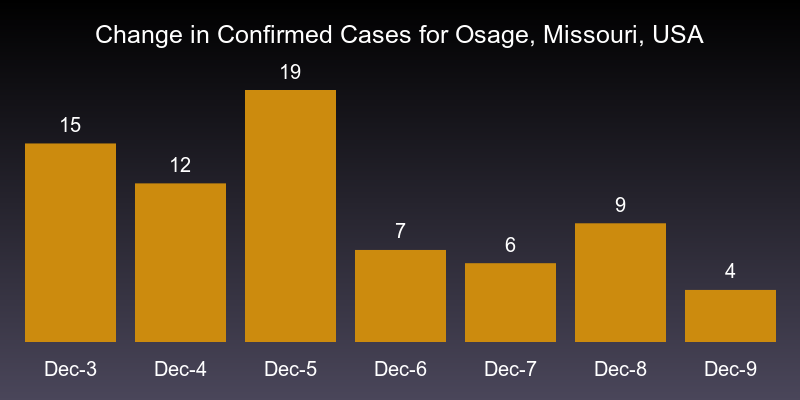 Change in Confirmed Cases for Osage, Missouri, USA
15
12
19
7
6
9
4
Dec-3
Dec-4
Dec-5
Dec-6
Dec-7
Dec-8
Dec-9